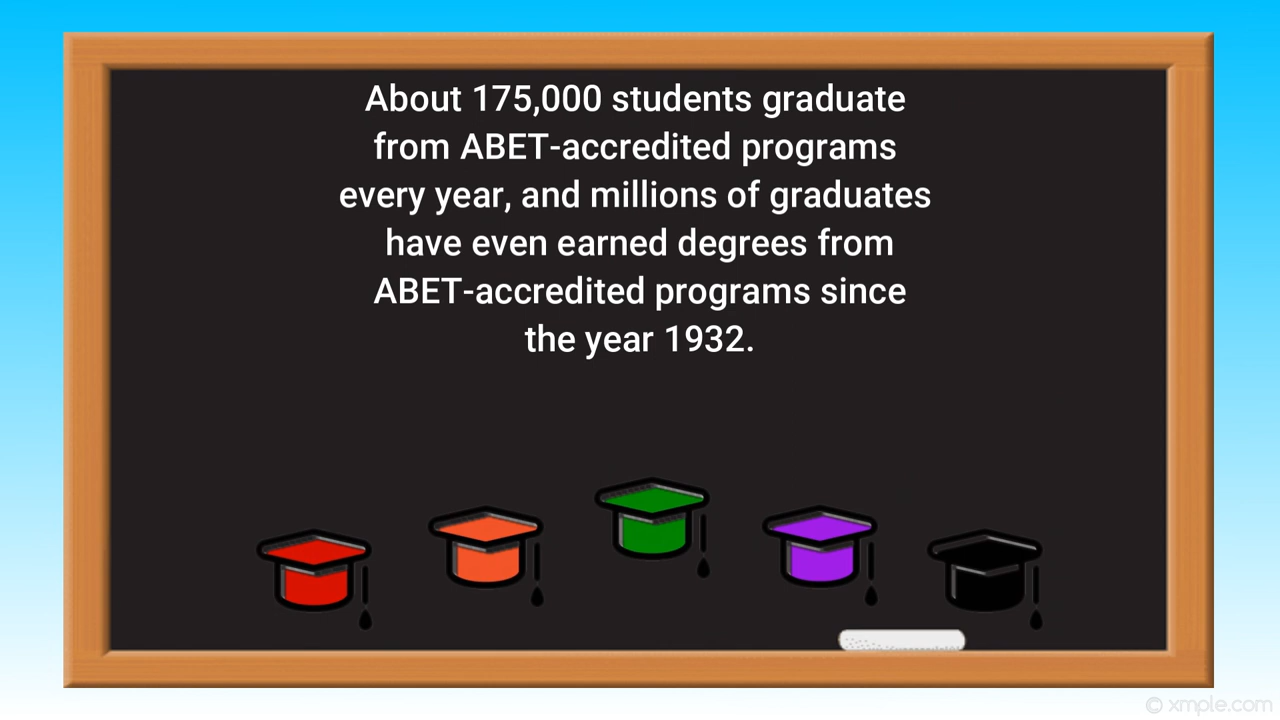 About 175,000 students graduate
from ABET-accredited programs
every year, and millions of graduates
have even earned degrees from
ABET-accredited programs since
the year 1932.
© xmple.com